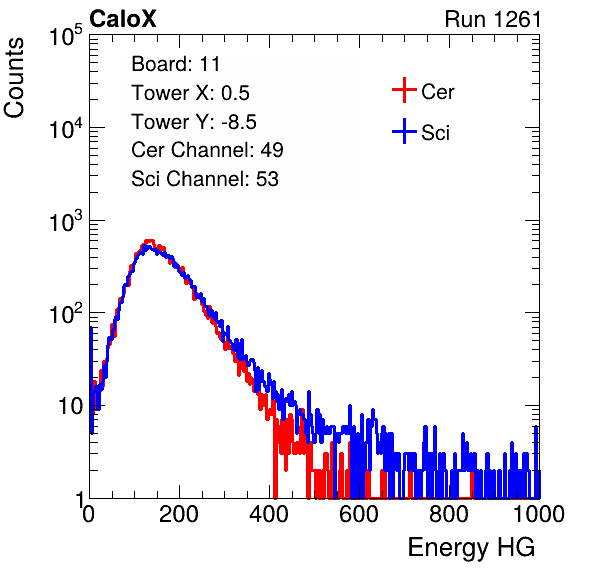 CaloX Run 1261
Counts
Board: 11
Tower X: 0.5
Tower Y: -8.5
Cer Channel: 49
Sci Channel: 53
Cer
Sci
10^5
10^4
10^3
10^2
10
1
0 200 400 600 800 1000
Energy HG